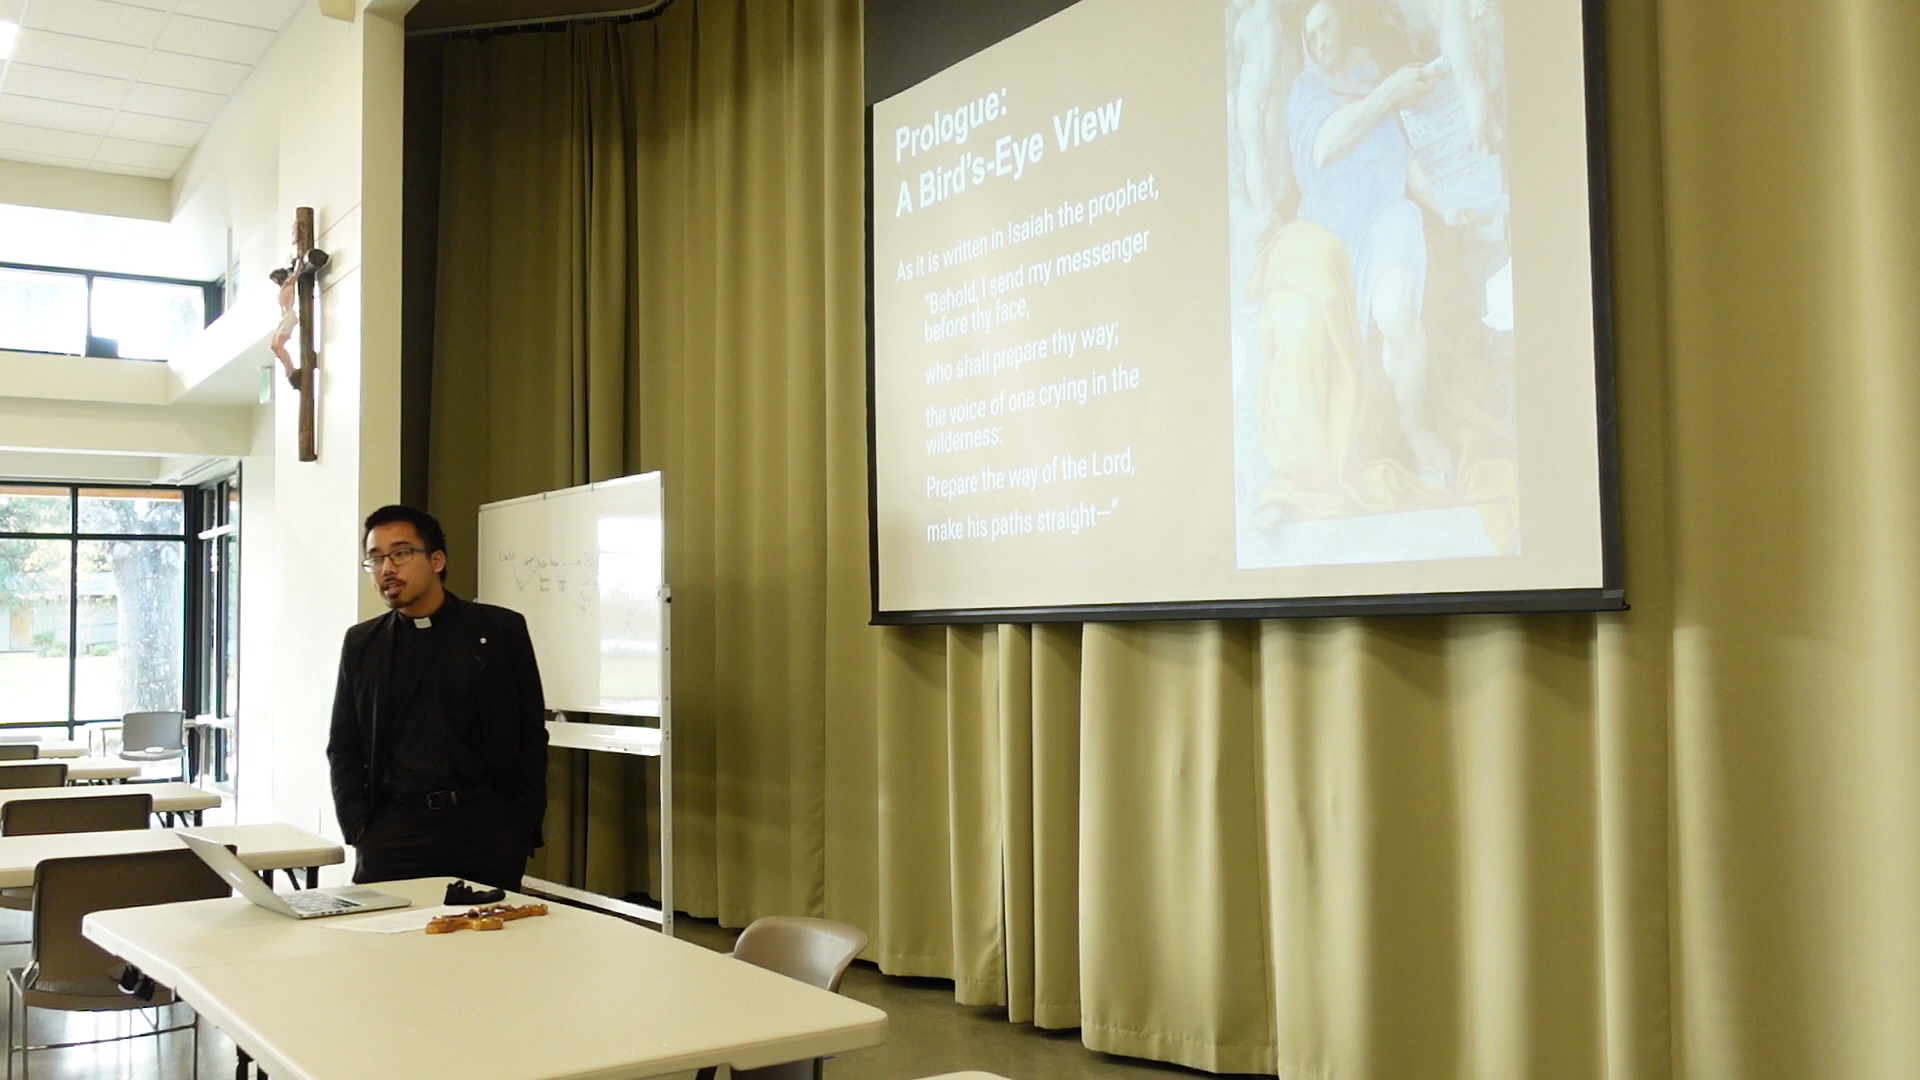 Prologue:
A Bird's-Eye View
As it is written in Isaiah the prophet,
"Behold, I send my messenger
before thy face,
who shall prepare thy way;
the voice of one crying in the
wilderness:
Prepare the way of the Lord,
make his paths straight—"